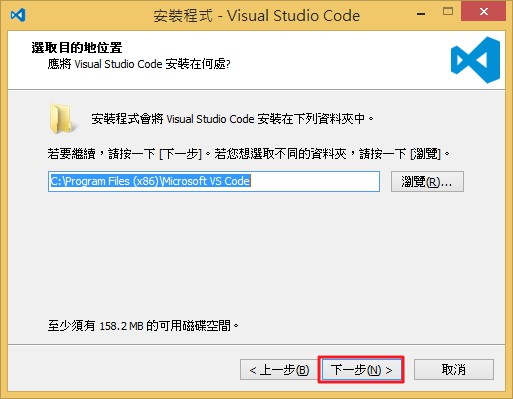 安裝程式 - Visual Studio Code
選取目的地位置
應將 Visual Studio Code 安裝在何處?
安裝程式會將 Visual Studio Code 安裝在下列資料夾中。
若要繼續，請按一下 [下一步]。若您想選取不同的資料夾，請按一下 [瀏覽]。
C:\Program Files (x86)\Microsoft VS Code
瀏覽(R)...
至少須有 158.2 MB 的可用磁碟空間。
< 上一步(B)
下一步(N) >
取消